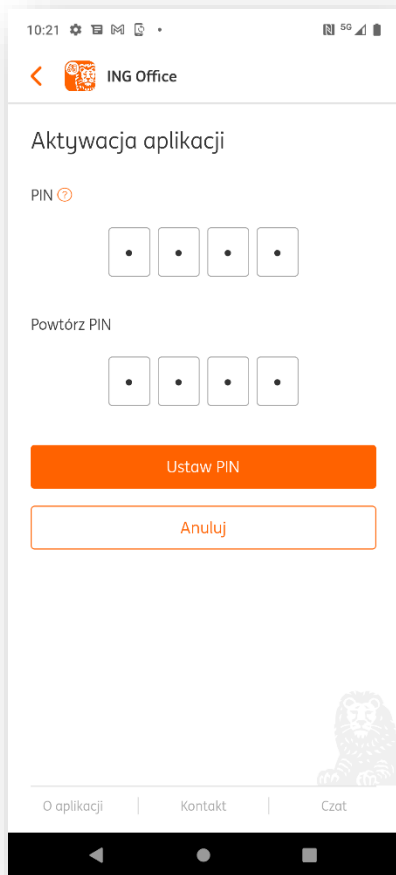 10:21 5G
ING Office
Aktywacja aplikacji
PIN ?
Powtórz PIN
Ustaw PIN
Anuluj
O aplikacji Kontakt Czat